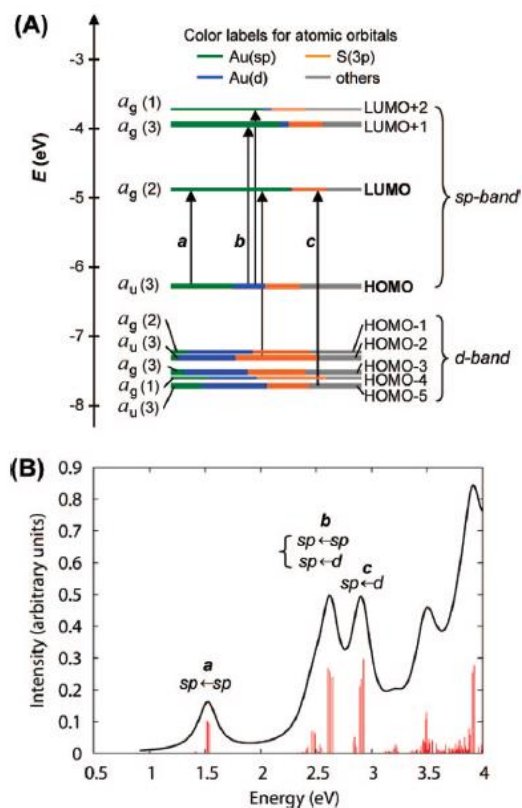 (A)
Color labels for atomic orbitals
Au(sp) S(3p)
Au(d) others
E (eV)
-3
-4
-5
-6
-7
-8
ag (1) LUMO+2
ag (3) LUMO+1
ag (2) LUMO
sp-band
a b c
au (3) HOMO
ag (2) HOMO-1
au (3) HOMO-2
ag (3) HOMO-3
HOMO-4
ag (1) HOMO-5
au (3)
d-band
(B)
Intensity (arbitrary units)
0.9
0.8
0.7
0.6
0.5
0.4
0.3
0.2
0.1
0
b
sp←sp
sp←d
c
sp←d
a
sp←sp
0.5 1 1.5 2 2.5 3 3.5 4
Energy (eV)